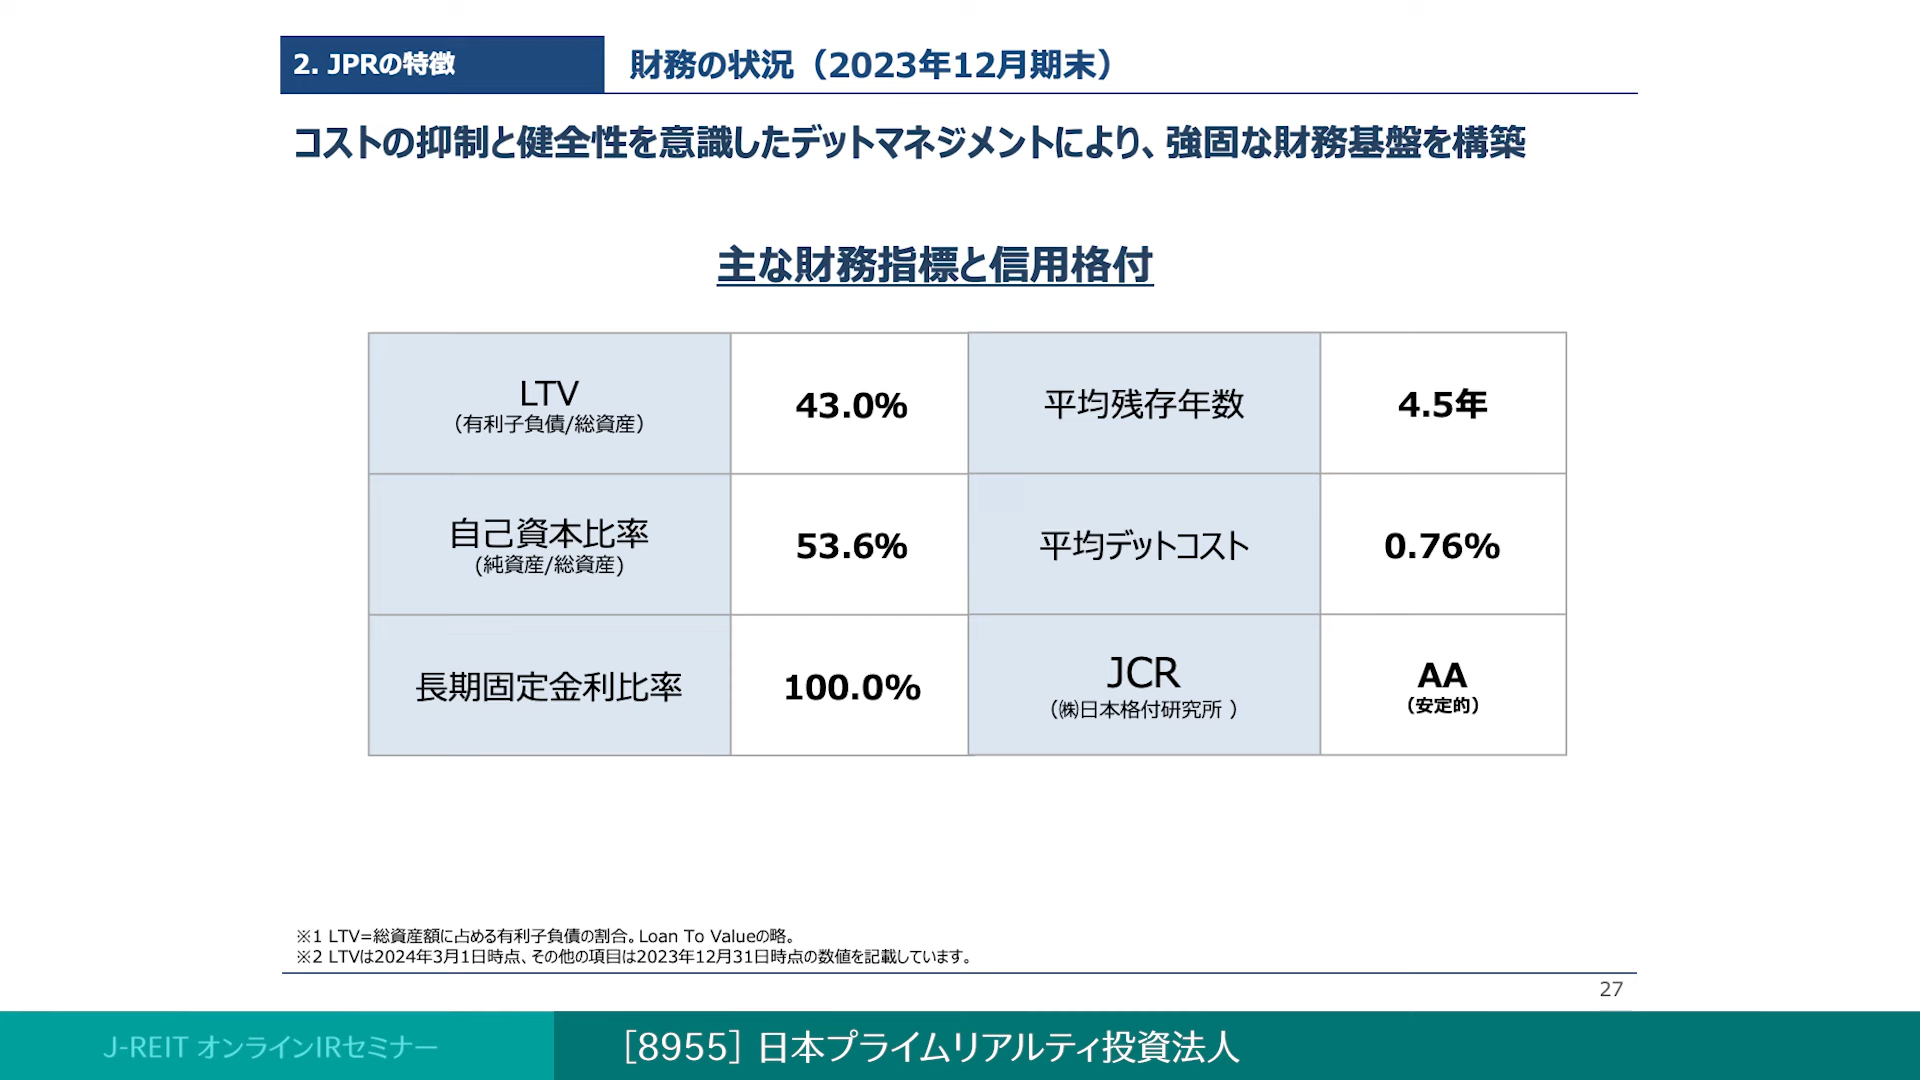 2. JPRの特徴
財務の状況（2023年12月期末）
コストの抑制と健全性を意識したデットマネジメントにより、強固な財務基盤を構築
主な財務指標と信用格付
LTV
（有利子負債/総資産）
43.0%
平均残存年数
4.5年
自己資本比率
(純資産/総資産)
53.6%
平均デットコスト
0.76%
長期固定金利比率
100.0%
JCR
（㈱日本格付研究所 ）
AA
（安定的）
※1 LTV=総資産額に占める有利子負債の割合。Loan To Valueの略。
※2 LTVは2024年3月1日時点、その他の項目は2023年12月31日時点の数値を記載しています。
27
J-REIT オンラインIRセミナー
［8955］日本プライムリアルティ投資法人